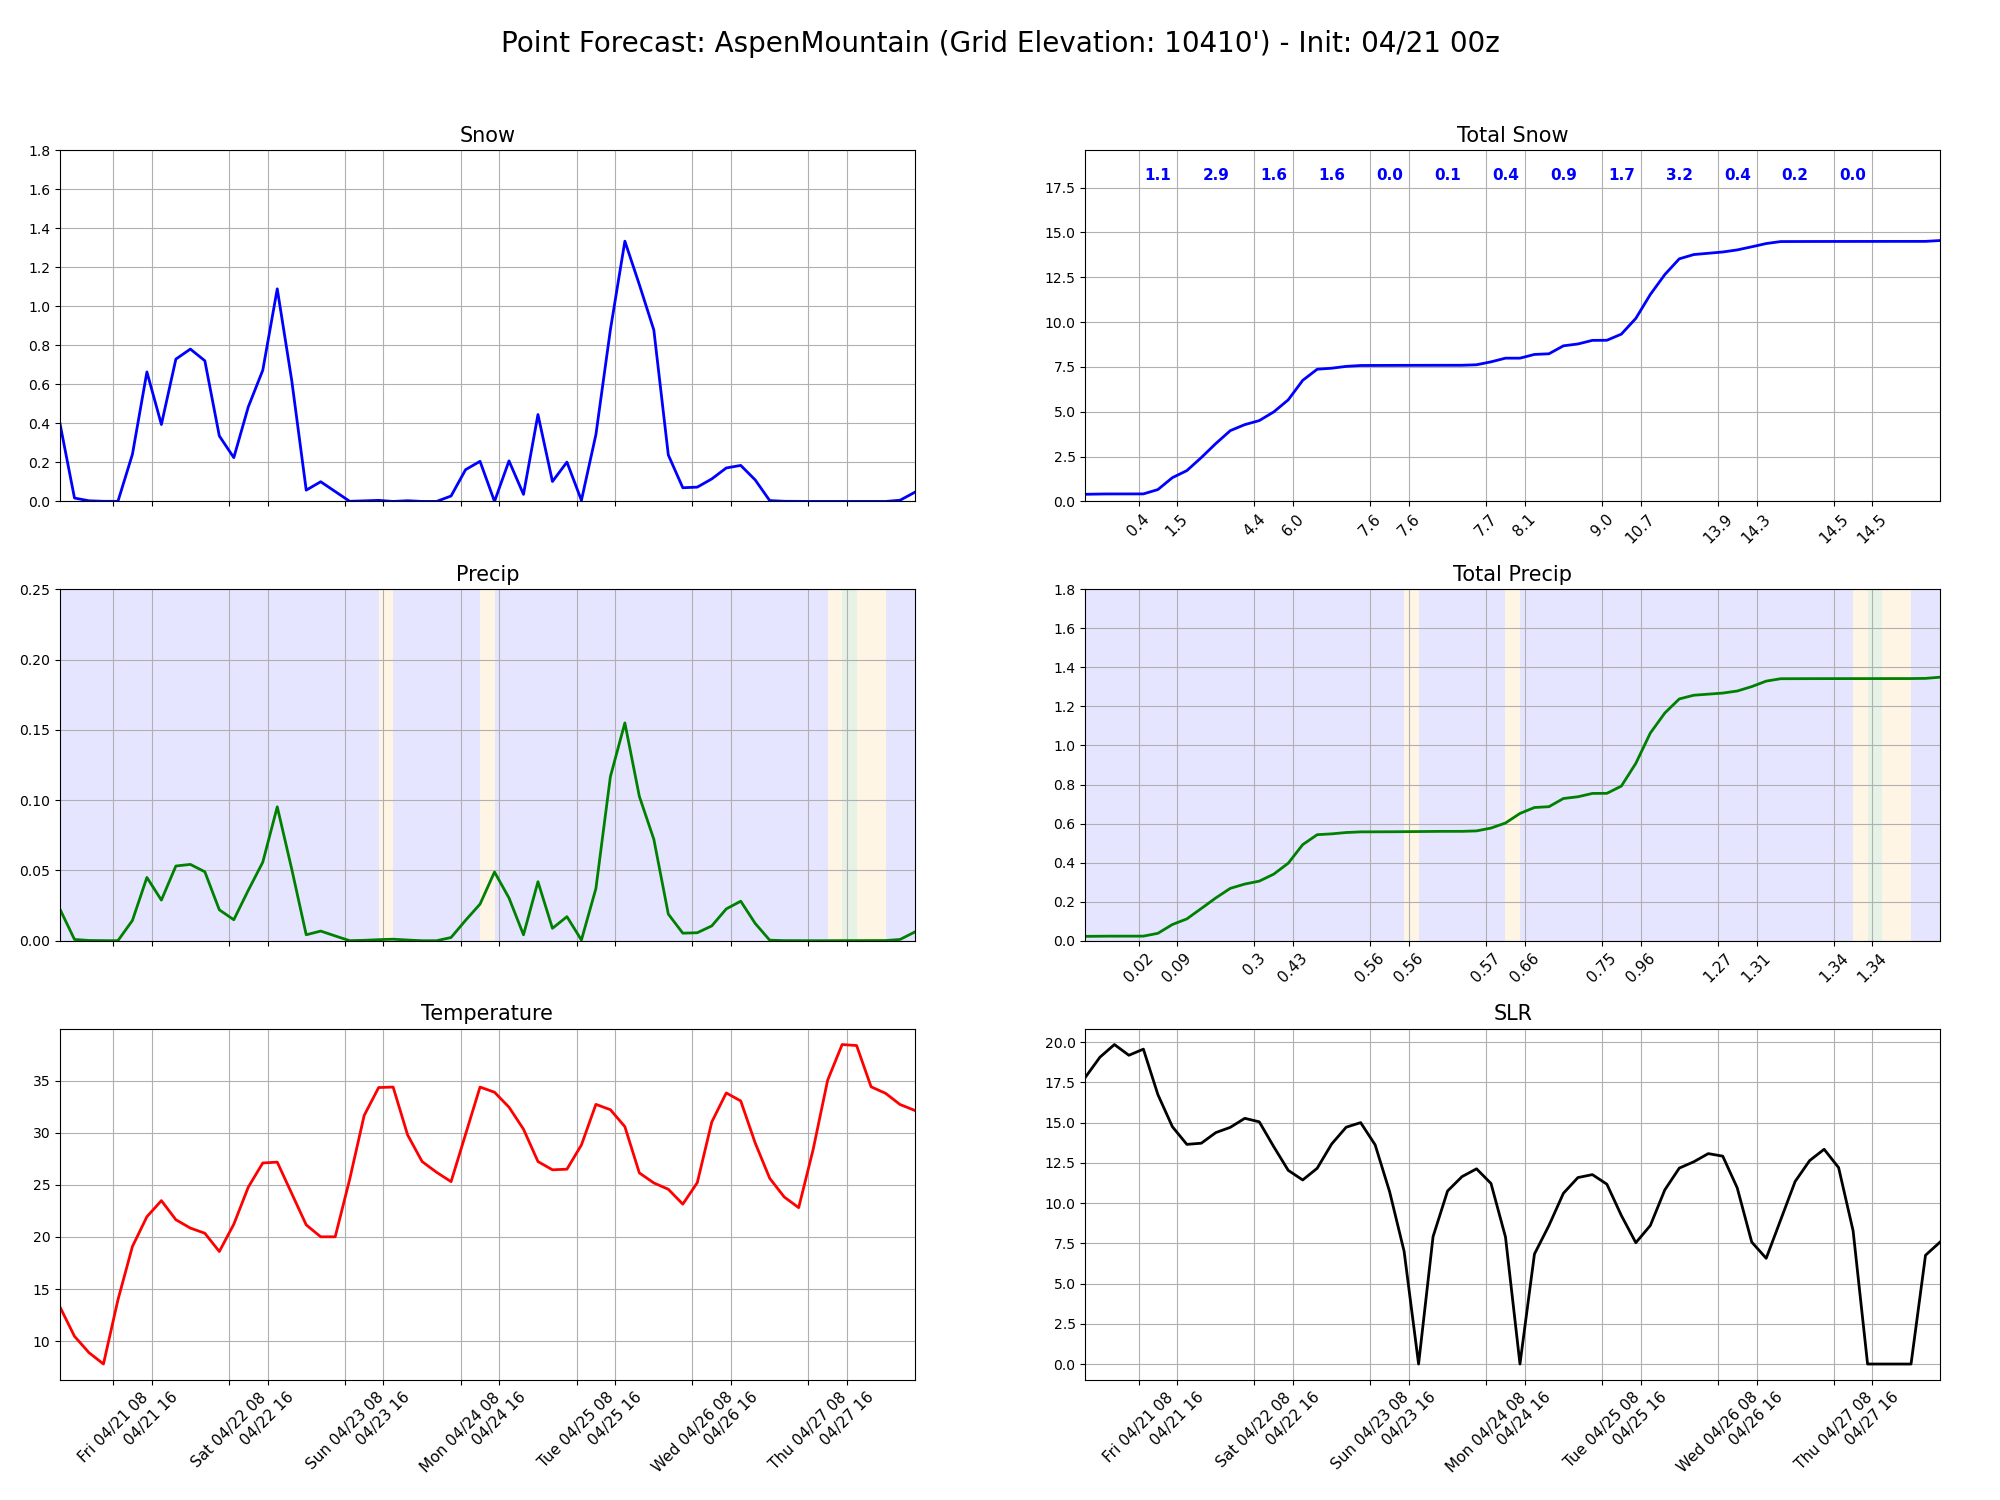 Point Forecast: AspenMountain (Grid Elevation: 10410') - Init: 04/21 00z
Snow
1.8
1.6
1.4
1.2
1.0
0.8
0.6
0.4
0.2
0.0
Total Snow
1.1 2.9 1.6 1.6 0.0 0.1 0.4 0.9 1.7 3.2 0.4 0.2 0.0
17.5
15.0
12.5
10.0
7.5
5.0
2.5
0.0
0.4 1.5 4.4 6.0 7.6 7.6 7.7 8.1 9.0 10.7 13.9 14.3 14.5 14.5
Precip
0.25
0.20
0.15
0.10
0.05
0.00
Total Precip
1.8
1.6
1.4
1.2
1.0
0.8
0.6
0.4
0.2
0.0
0.02 0.09 0.3 0.43 0.56 0.56 0.57 0.66 0.75 0.96 1.27 1.31 1.34 1.34
Temperature
35
30
25
20
15
10
Fri 04/21 08
04/21 16
Sat 04/22 08
04/22 16
Sun 04/23 08
04/23 16
Mon 04/24 08
04/24 16
Tue 04/25 08
04/25 16
Wed 04/26 08
04/26 16
Thu 04/27 08
04/27 16
SLR
20.0
17.5
15.0
12.5
10.0
7.5
5.0
2.5
0.0
Fri 04/21 08
04/21 16
Sat 04/22 08
04/22 16
Sun 04/23 08
04/23 16
Mon 04/24 08
04/24 16
Tue 04/25 08
04/25 16
Wed 04/26 08
04/26 16
Thu 04/27 08
04/27 16